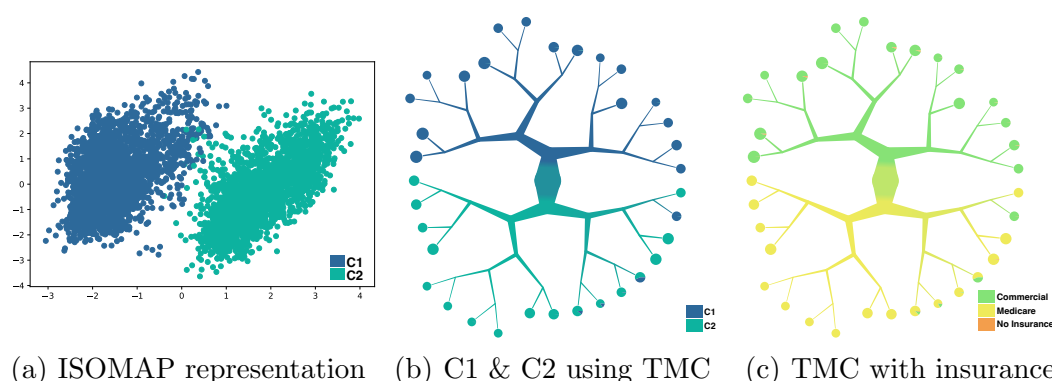 4
3
2
1
0
−1
−2
−3
−4
−3
−2
−1
0
1
2
3
4
C1
C2
C1
C2
Commercial
Medicare
No Insurance
(a) ISOMAP representation (b) C1 & C2 using TMC (c) TMC with insurance